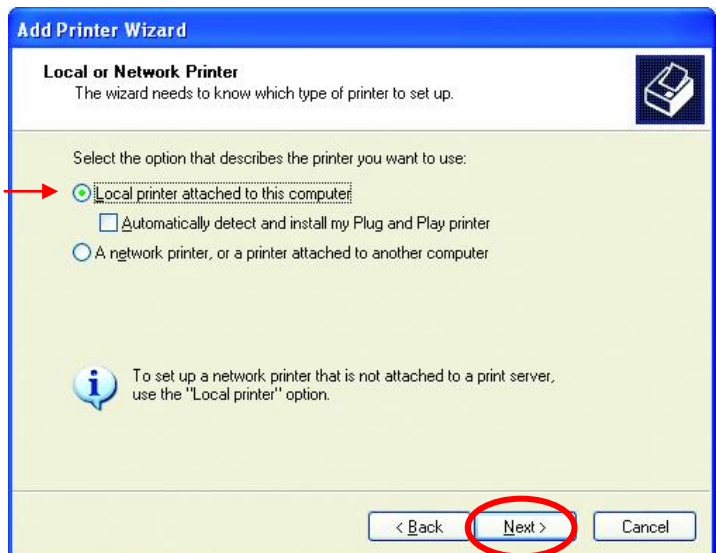 Add Printer Wizard
Local or Network Printer
The wizard needs to know which type of printer to set up.
Select the option that describes the printer you want to use:
Local printer attached to this computer
Automatically detect and install my Plug and Play printer
A network printer, or a printer attached to another computer
To set up a network printer that is not attached to a print server,
use the "Local printer" option.
< Back Next > Cancel